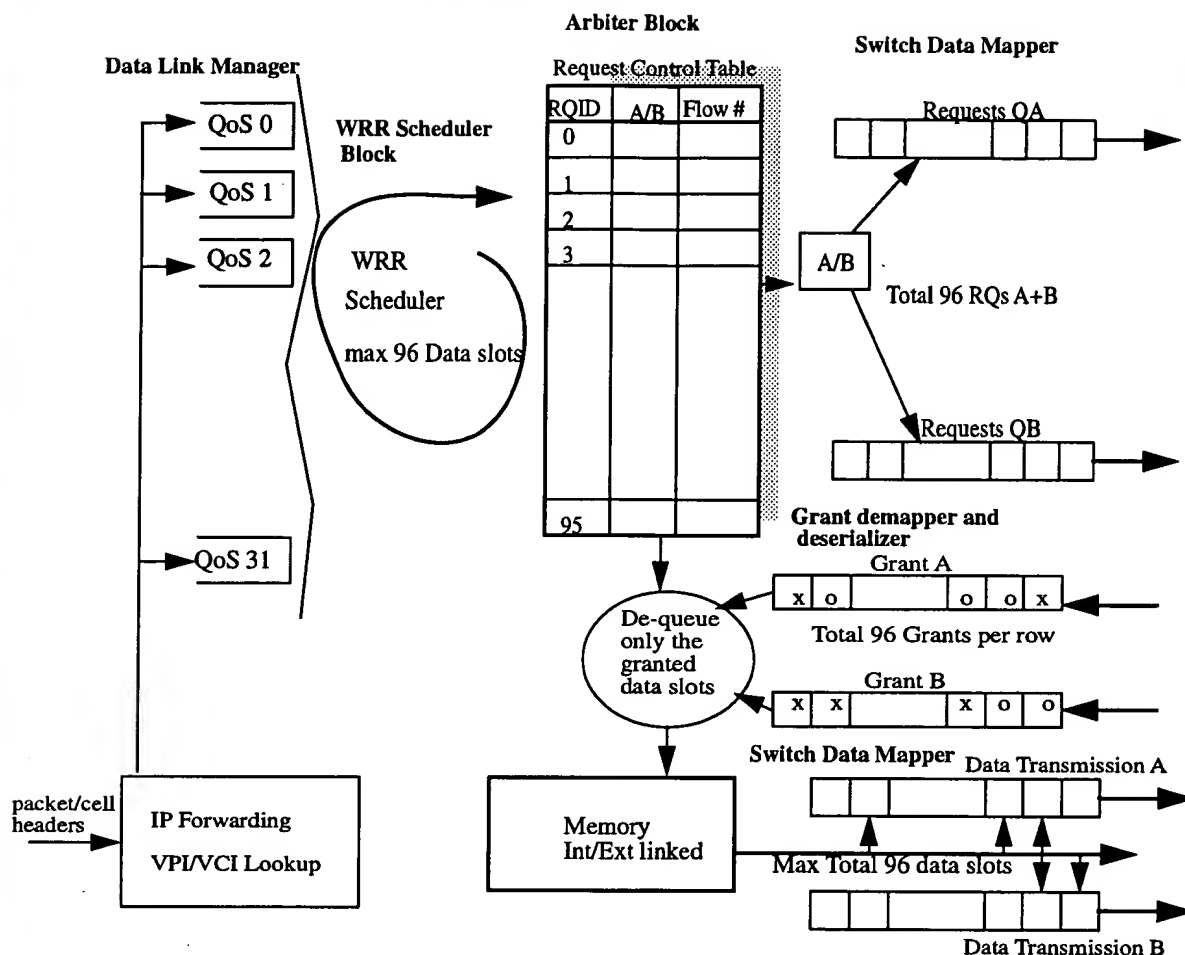 Arbiter Block
Switch Data Mapper
Data Link Manager
Request Control Table
RQID A/B Flow #
0
1
2
3
95
QoS 0
QoS 1
QoS 2
QoS 31
WRR Scheduler
Block
WRR
Scheduler
max 96 Data slots
Requests QA
A/B
Total 96 RQs A+B
Requests QB
Grant demapper and
deserializer
Grant A
x o o o x
Total 96 Grants per row
Grant B
x x x o o
De-queue
only the
granted
data slots
Switch Data Mapper
Data Transmission A
packet/cell
headers
IP Forwarding
VPI/VCI Lookup
Memory
Int/Ext linked
Max Total 96 data slots
Data Transmission B